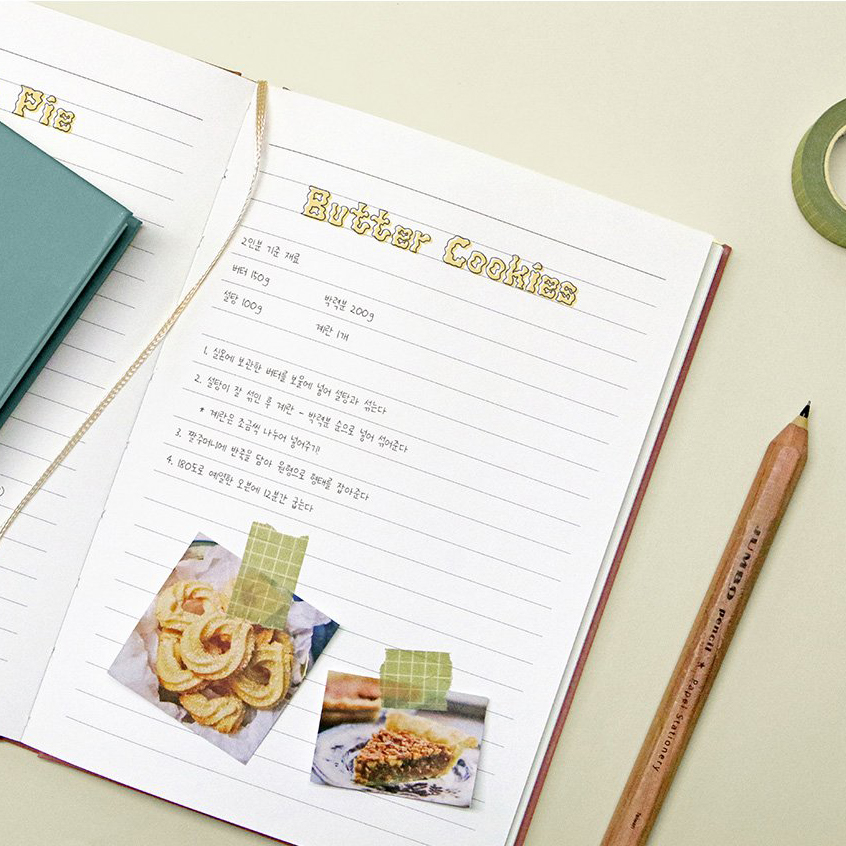 Pie
Butter Cookies
2인분 기준 재료
버터 150g
설탕 100g
박력분 200g
계란 1개
1. 실온에 보관한 버터를 보울에 넣어 설탕과 섞는다
2. 설탕이 잘 섞인 후 계란 - 박력분 순으로 넣어 섞어준다
* 계란은 조금씩 나누어 넣어주기!
3. 짤주머니에 반죽을 담아 원형으로 형태를 잡아준다
4. 180도로 예열한 오븐에 12분간 굽는다
JUMBO pencil ★ Papel Stationery
Taiwan